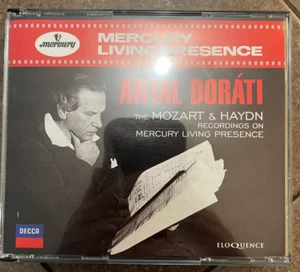 mercury
MERCURY
LIVING PRESENCE
ANTAL DORÁTI
THE MOZART & HAYDN
RECORDINGS ON
MERCURY LIVING PRESENCE
DECCA
ELOQUENCE